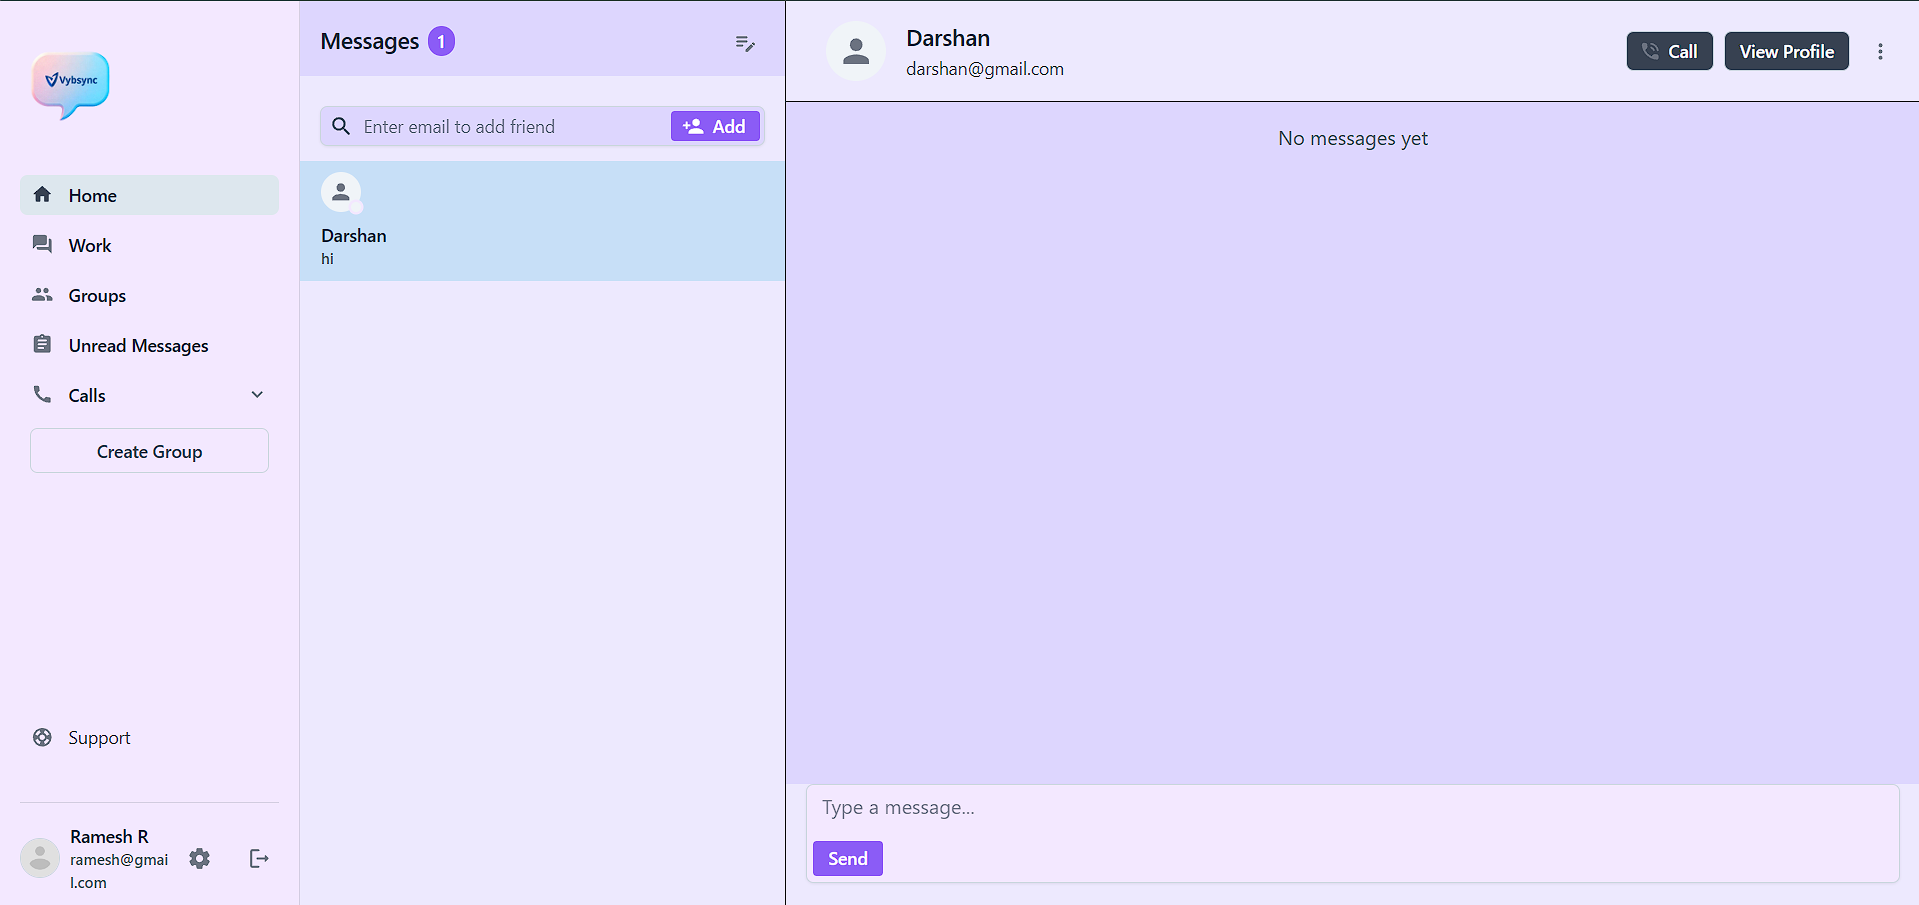 Vybsync
Home
Work
Groups
Unread Messages
Calls
Create Group
Support
Ramesh R
ramesh@gmai
l.com
Messages 1
Enter email to add friend
Add
Darshan
hi
Darshan
darshan@gmail.com
Call
View Profile
No messages yet
Type a message...
Send